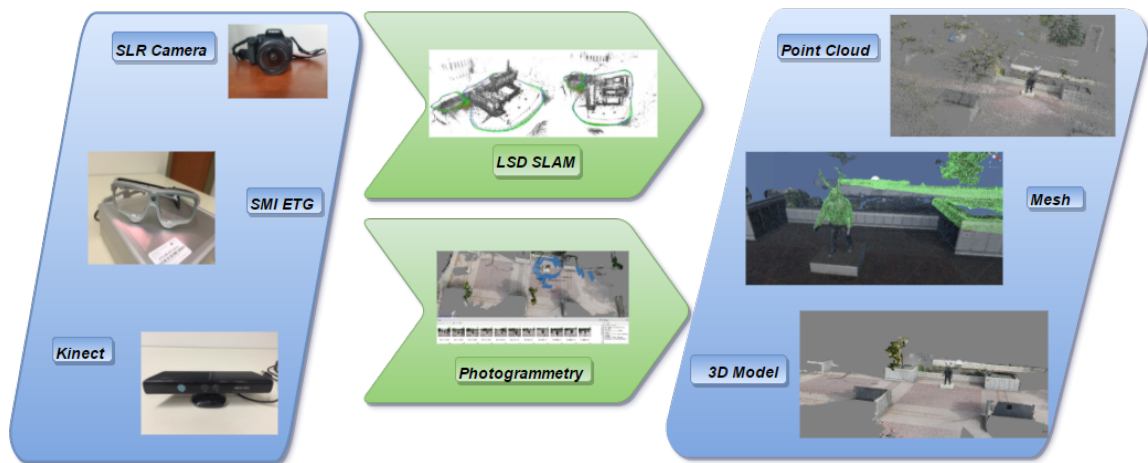 SLR Camera
SMI ETG
Kinect
LSD SLAM
Photogrammetry
Point Cloud
Mesh
3D Model